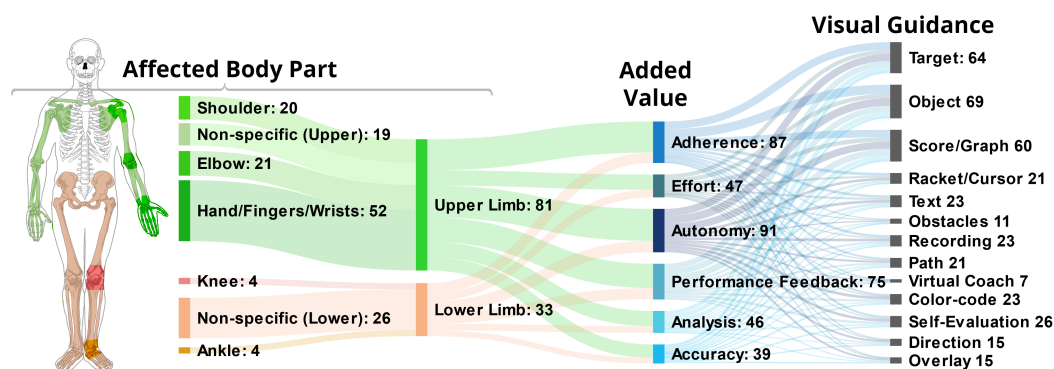 Affected Body Part
Added
Value
Visual Guidance
Shoulder: 20
Non-specific (Upper): 19
Elbow: 21
Hand/Fingers/Wrists: 52
Knee: 4
Non-specific (Lower): 26
Ankle: 4
Upper Limb: 81
Lower Limb: 33
Adherence: 87
Effort: 47
Autonomy: 91
Performance Feedback: 75
Analysis: 46
Accuracy: 39
Target: 64
Object 69
Score/Graph 60
Racket/Cursor 21
Text 23
Obstacles 11
Recording 23
Path 21
Virtual Coach 7
Color-code 23
Self-Evaluation 26
Direction 15
Overlay 15